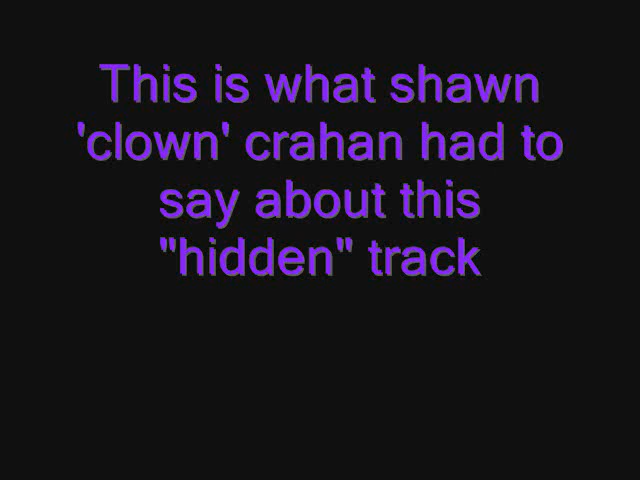 This is what shawn
'clown' crahan had to
say about this
"hidden" track